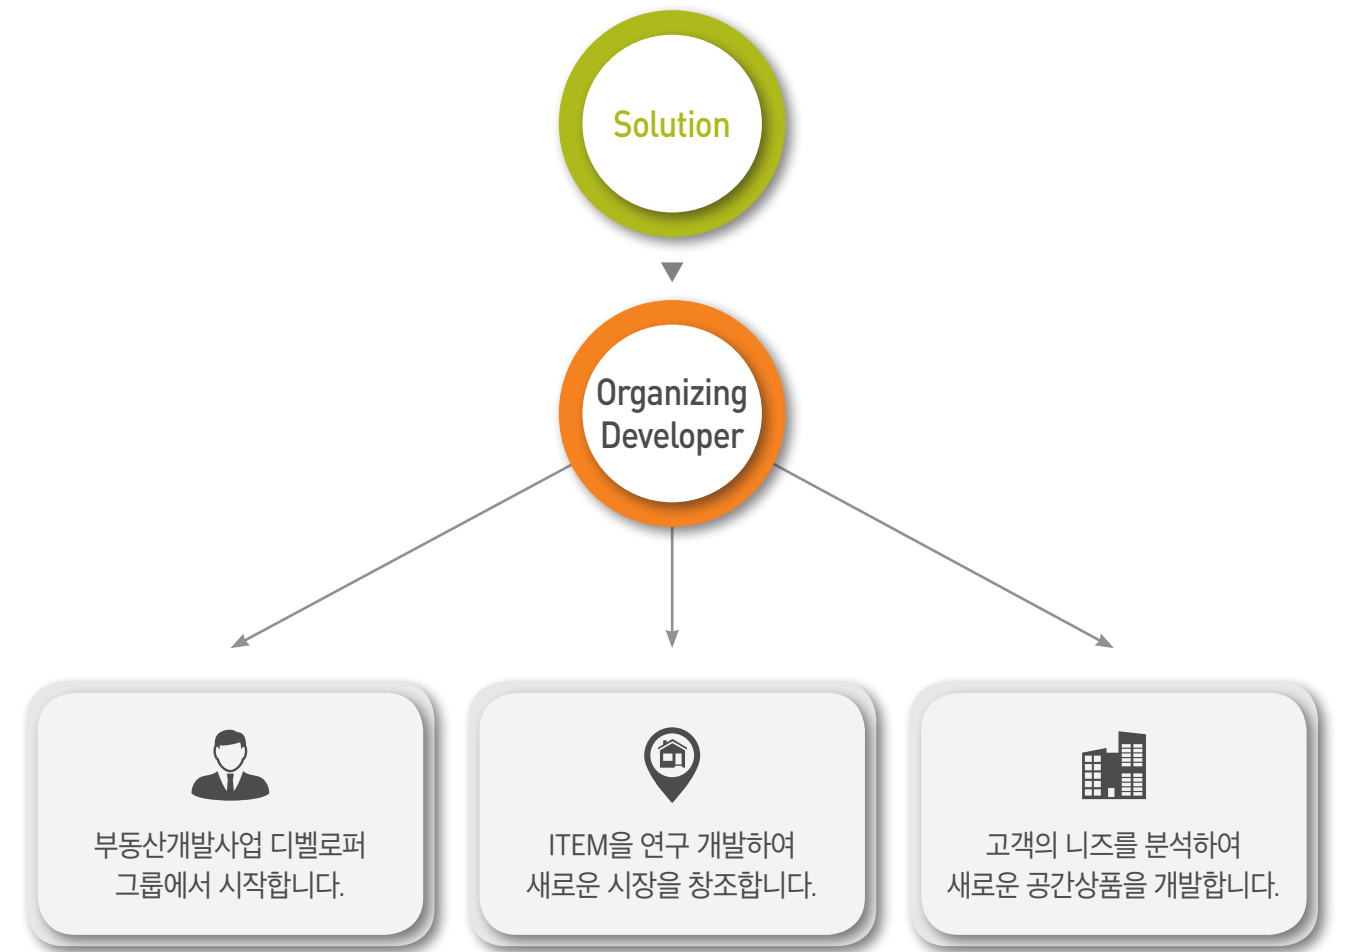 Solution
Organizing
Developer
부동산개발사업 디벨로퍼
그룹에서 시작합니다.
ITEM을 연구 개발하여
새로운 시장을 창조합니다.
고객의 니즈를 분석하여
새로운 공간상품을 개발합니다.